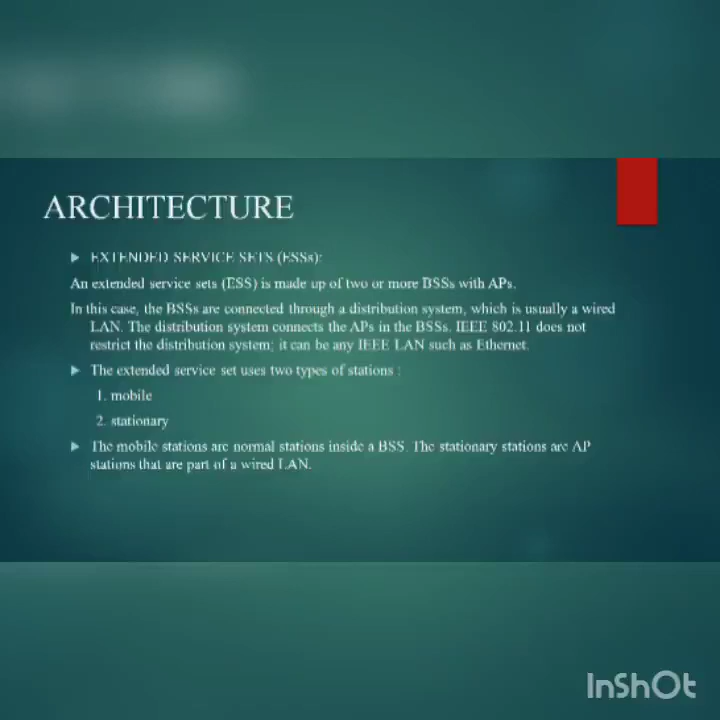 ARCHITECTURE
EXTENDED SERVICE SETS (ESSs):
An extended service sets (ESS) is made up of two or more BSSs with APs.
In this case, the BSSs are connected through a distribution system, which is usually a wired
LAN. The distribution system connects the APs in the BSSs. IEEE 802.11 does not
restrict the distribution system; it can be any IEEE LAN such as Ethernet.
The extended service set uses two types of stations :
1. mobile
2. stationary
The mobile stations are normal stations inside a BSS. The stationary stations are AP
stations that are part of a wired LAN.
InShOt